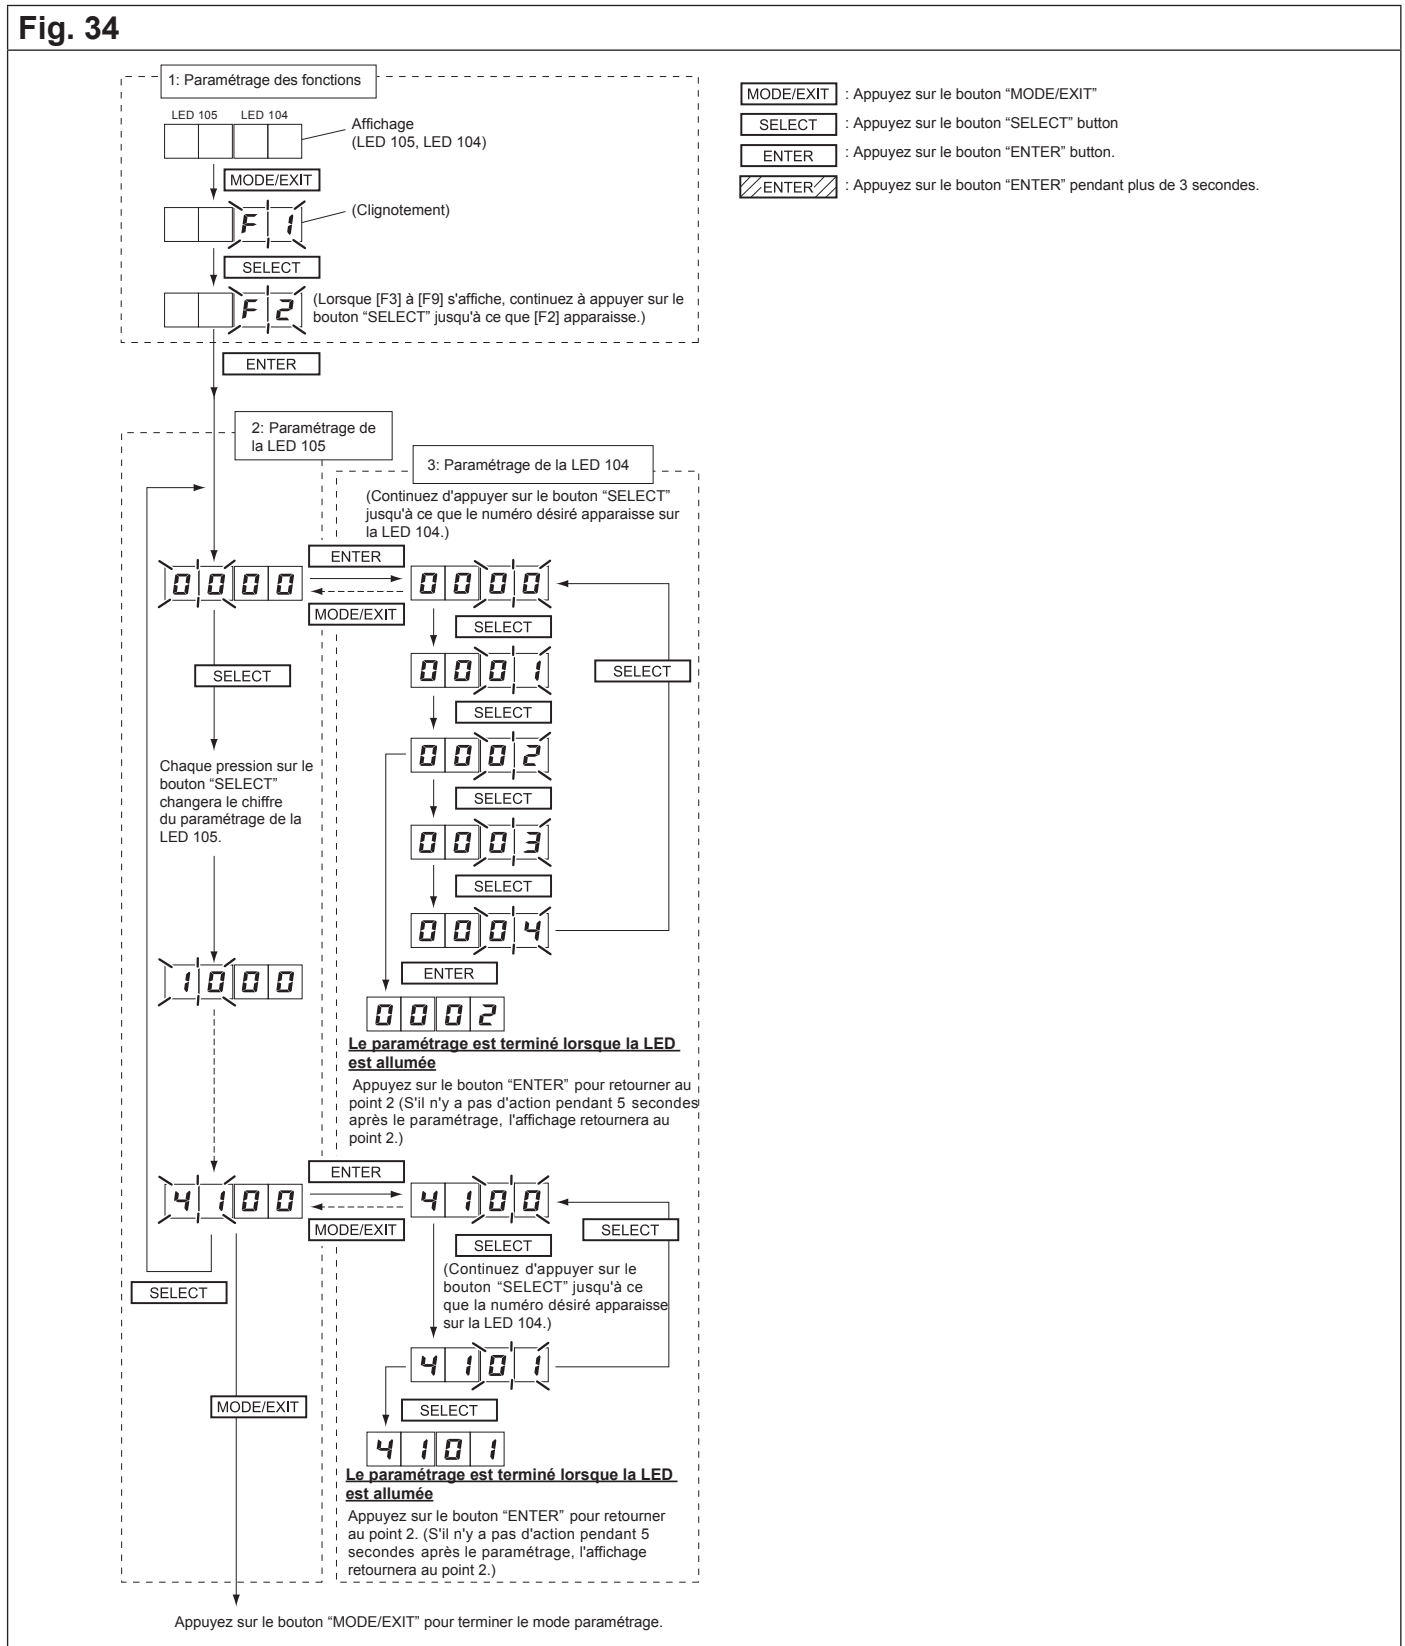 Fig. 34
1: Paramétrage des fonctions
LED 105 LED 104
Affichage
(LED 105, LED 104)
MODE/EXIT
F 1
(Clignotement)
SELECT
F 2
(Lorsque [F3] à [F9] s'affiche, continuez à appuyer sur le
bouton “SELECT” jusqu'à ce que [F2] apparaisse.)
ENTER
MODE/EXIT : Appuyez sur le bouton “MODE/EXIT”
SELECT : Appuyez sur le bouton “SELECT” button
ENTER : Appuyez sur le bouton “ENTER” button.
ENTER : Appuyez sur le bouton “ENTER” pendant plus de 3 secondes.
2: Paramétrage de
la LED 105
0 0 0 0
SELECT
Chaque pression sur le
bouton “SELECT”
changera le chiffre
du paramétrage de la
LED 105.
1 0 0 0
4 1 0 0
SELECT
MODE/EXIT
3: Paramétrage de la LED 104
(Continuez d'appuyer sur le bouton “SELECT”
jusqu'à ce que le numéro désiré apparaisse sur
la LED 104.)
ENTER
MODE/EXIT
0 0 0 0
SELECT
0 0 0 1
SELECT
SELECT
0 0 0 2
SELECT
0 0 0 3
SELECT
0 0 0 4
ENTER
0 0 0 2
Le paramétrage est terminé lorsque la LED
est allumée
Appuyez sur le bouton “ENTER” pour retourner au
point 2 (S'il n'y a pas d'action pendant 5 secondes
après le paramétrage, l'affichage retournera au
point 2.)
ENTER
MODE/EXIT
4 1 0 0
SELECT
SELECT
(Continuez d'appuyer sur le
bouton “SELECT” jusqu'à ce
que la numéro désiré apparaisse
sur la LED 104.)
4 1 0 1
SELECT
4 1 0 1
Le paramétrage est terminé lorsque la LED
est allumée
Appuyez sur le bouton “ENTER” pour retourner
au point 2. (S'il n'y a pas d'action pendant 5
secondes après le paramétrage, l'affichage
retournera au point 2.)
Appuyez sur le bouton “MODE/EXIT” pour terminer le mode paramétrage.